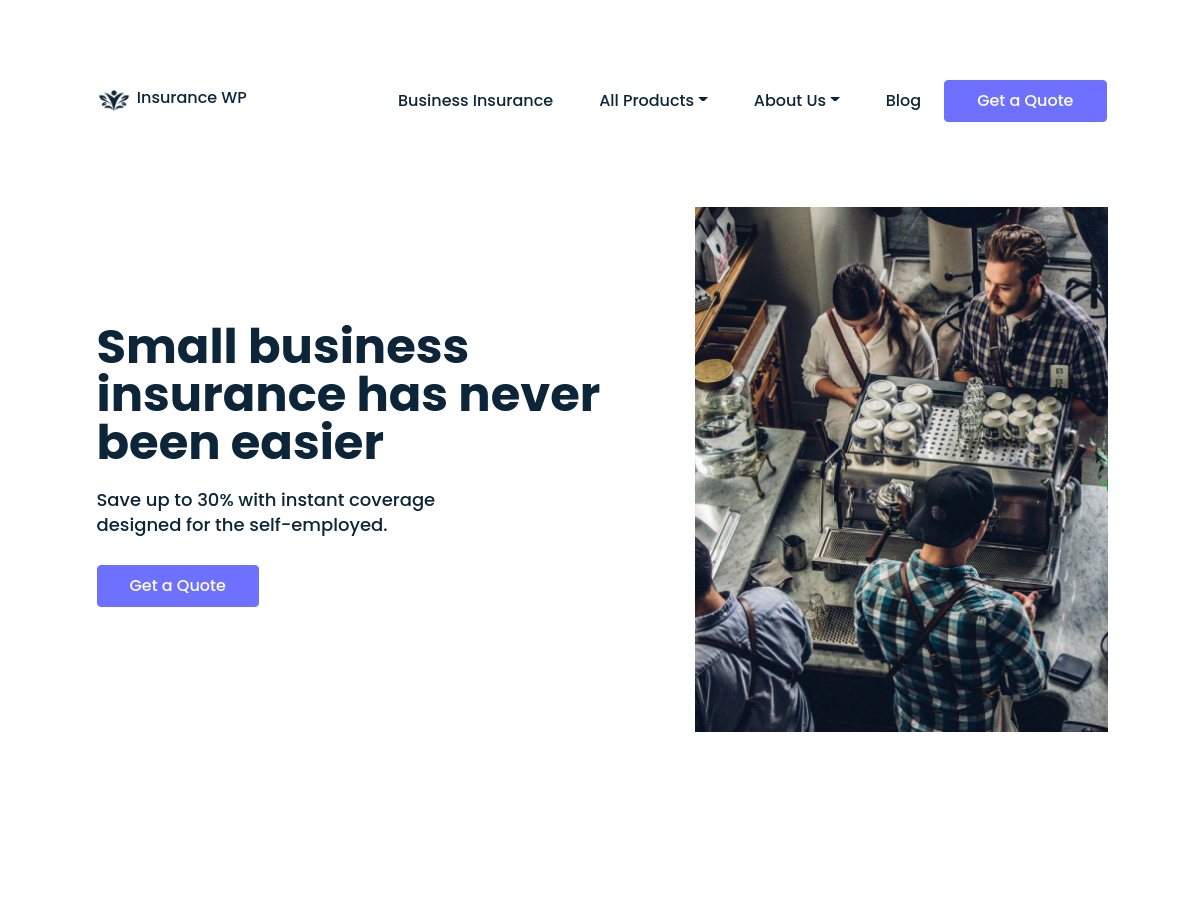 Insurance WP
Business Insurance
All Products
About Us
Blog
Get a Quote
Small business
insurance has never
been easier
Save up to 30% with instant coverage
designed for the self-employed.
Get a Quote